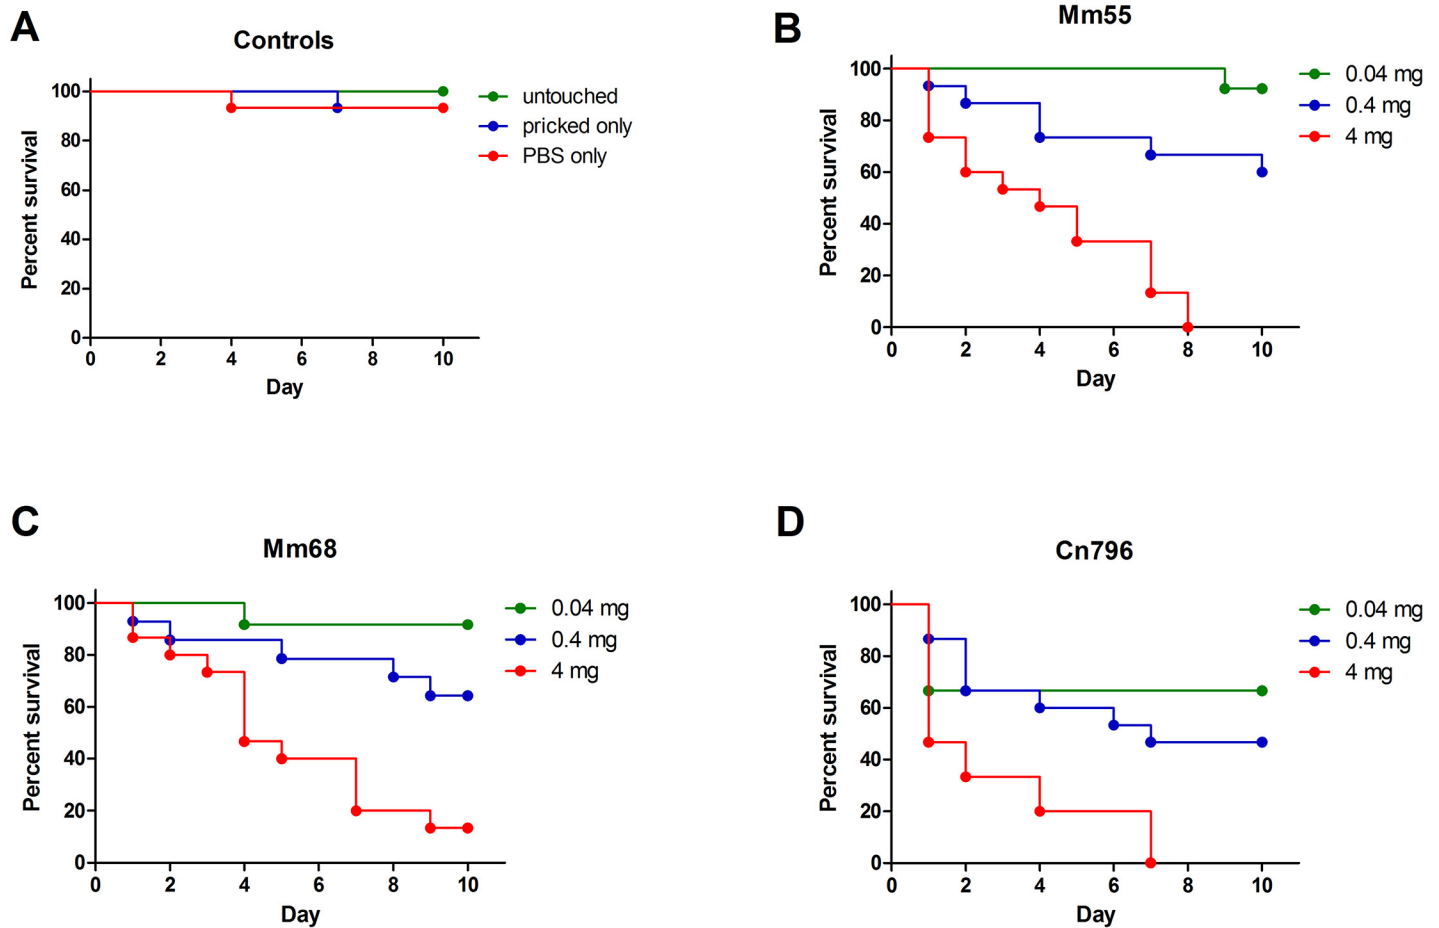 A
Controls
100
80
60
40
20
0
Percent survival
0 2 4 6 8 10
Day
untouched
pricked only
PBS only
B
Mm55
100
80
60
40
20
0
Percent survival
0 2 4 6 8 10
Day
0.04 mg
0.4 mg
4 mg
C
Mm68
100
80
60
40
20
0
Percent survival
0 2 4 6 8 10
Day
0.04 mg
0.4 mg
4 mg
D
Cn796
100
80
60
40
20
0
Percent survival
0 2 4 6 8 10
Day
0.04 mg
0.4 mg
4 mg